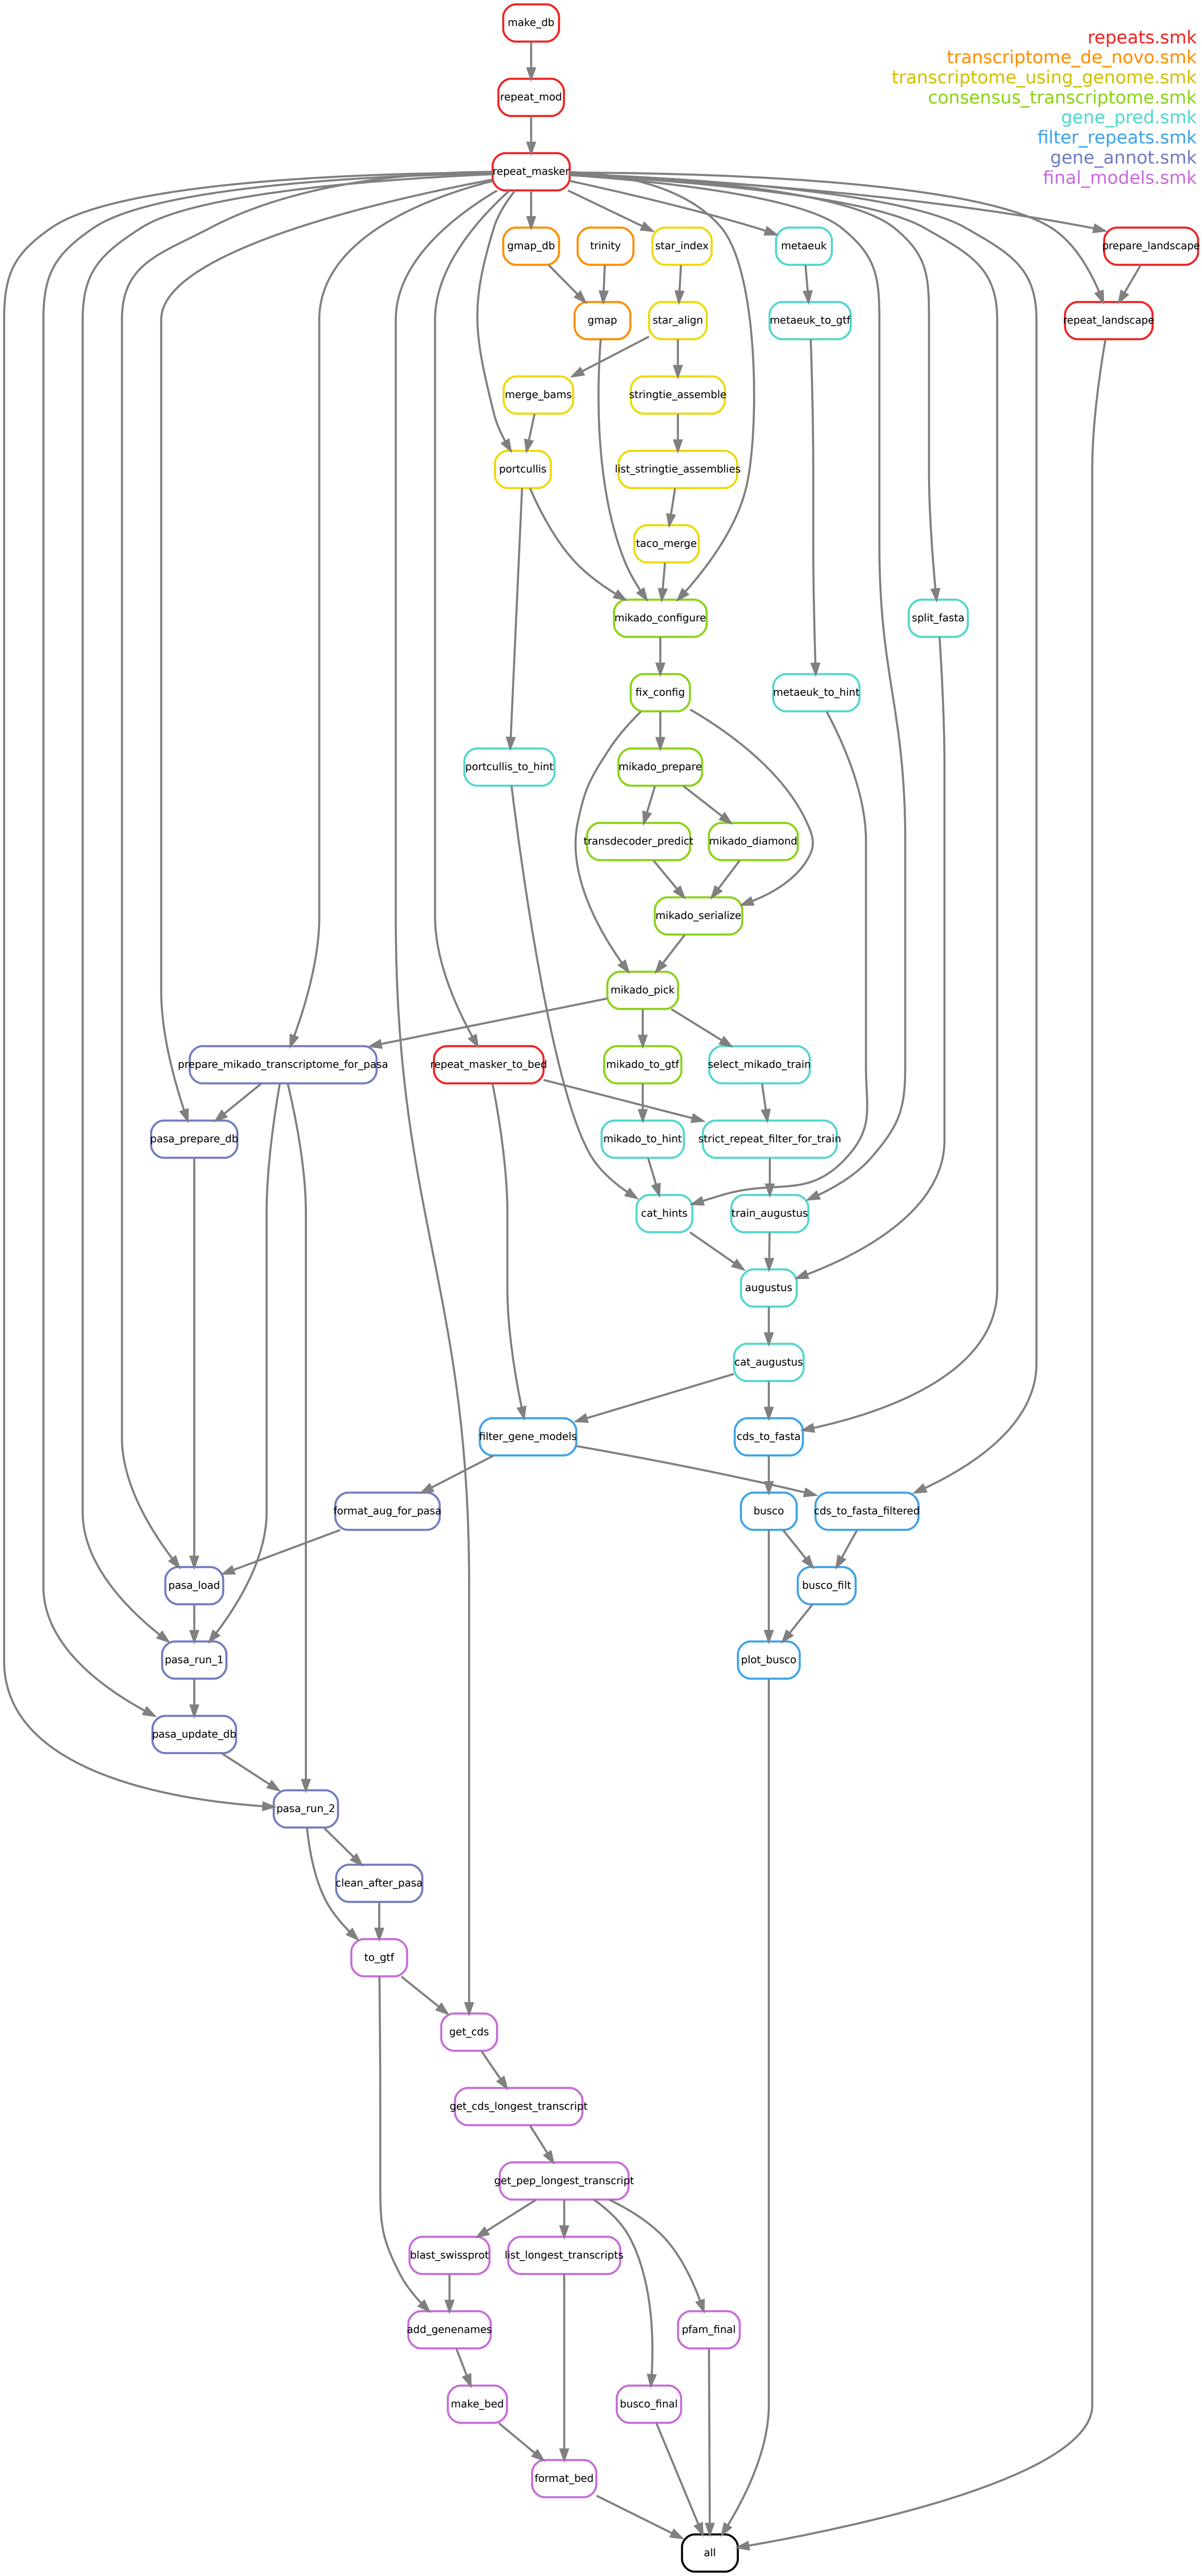 make_db
repeats.smk
transcriptome_de_novo.smk
transcriptome_using_genome.smk
consensus_transcriptome.smk
gene_pred.smk
filter_repeats.smk
gene_annot.smk
final_models.smk
repeat_mod
repeat_masker
gmap_db
trinity
star_index
metaeuk
prepare_landscape
gmap
star_align
metaeuk_to_gtf
repeat_landscape
merge_bams
stringtie_assemble
portcullis
list_stringtie_assemblies
taco_merge
mikado_configure
split_fasta
fix_config
metaeuk_to_hint
portcullis_to_hint
mikado_prepare
transdecoder_predict
mikado_diamond
mikado_serialize
mikado_pick
prepare_mikado_transcriptome_for_pasa
repeat_masker_to_bed
mikado_to_gtf
select_mikado_train
pasa_prepare_db
mikado_to_hint
strict_repeat_filter_for_train
cat_hints
train_augustus
augustus
cat_augustus
filter_gene_models
cds_to_fasta
format_aug_for_pasa
busco
cds_to_fasta_filtered
pasa_load
busco_filt
pasa_run_1
plot_busco
pasa_update_db
pasa_run_2
clean_after_pasa
to_gtf
get_cds
get_cds_longest_transcript
get_pep_longest_transcript
blast_swissprot
list_longest_transcripts
add_genenames
pfam_final
make_bed
busco_final
format_bed
all